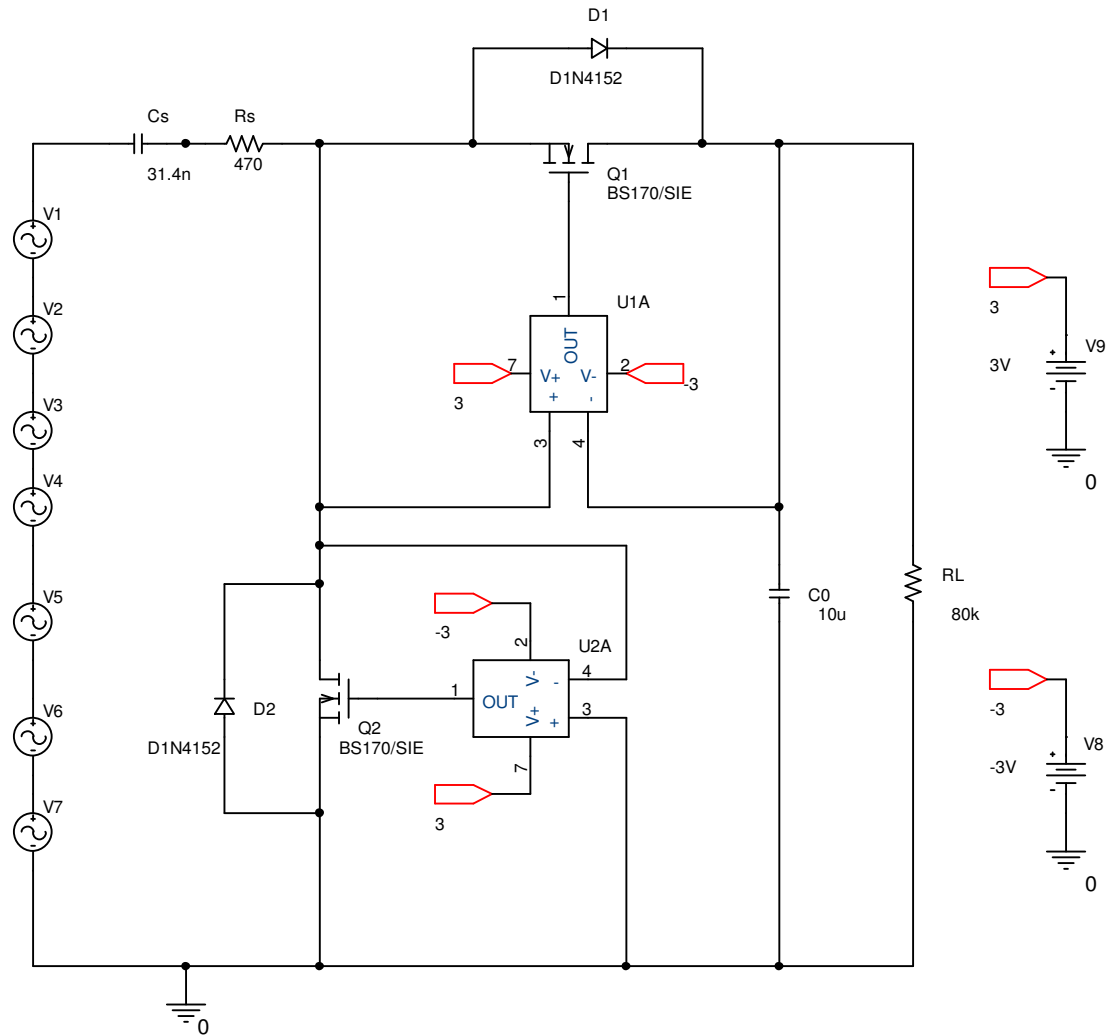 D1
D1N4152
Cs
31.4n
Rs
470
Q1
BS170/SIE
V1
V2
V3
V4
V5
V6
V7
U1A
1
OUT
7
V+
V-
2
+
-
3
-3
3
4
3
3V
V9
0
-3
2
U2A
V-
-
4
1
OUT
V+
+
3
7
3
D2
D1N4152
Q2
BS170/SIE
C0
10u
RL
80k
-3
-3V
V8
0
0
+
-
+
-
+
-
+
-
+
-
+
-
+
-
+
-
+
-